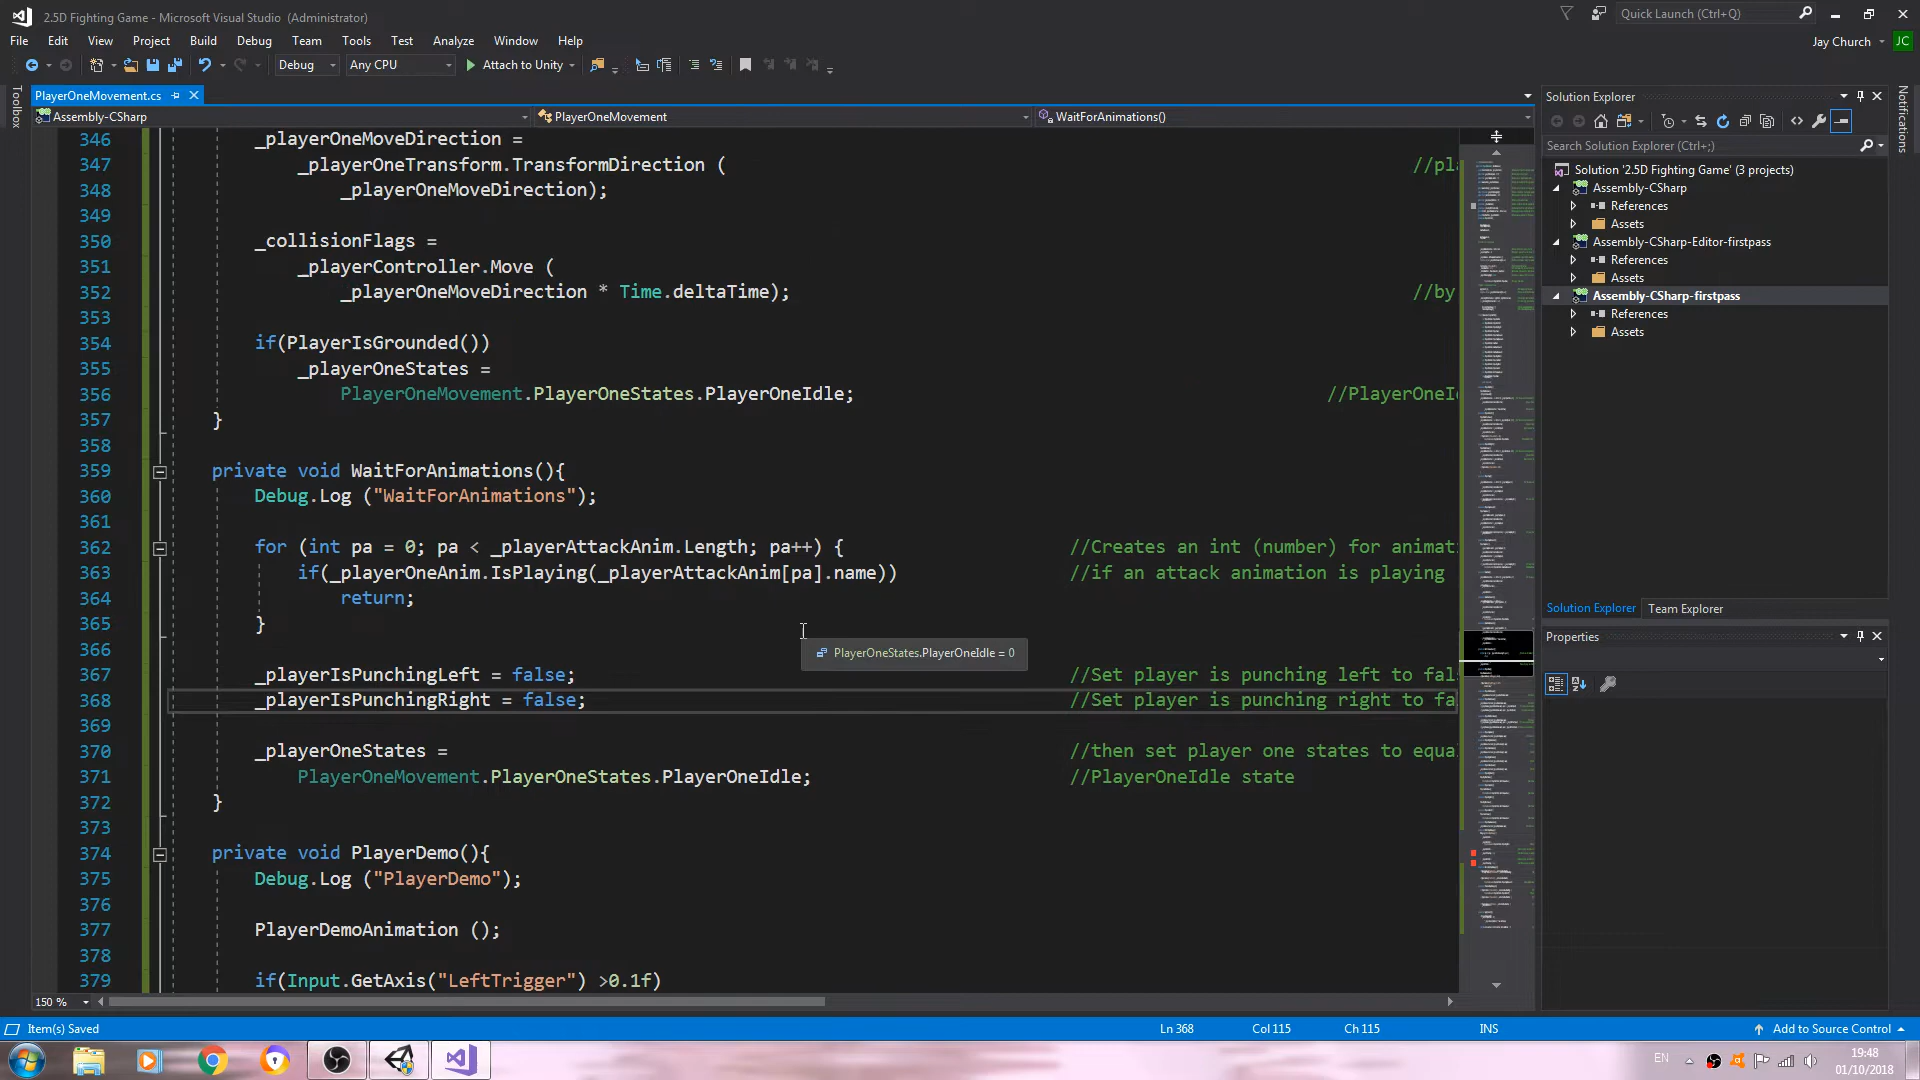 2.5D Fighting Game - Microsoft Visual Studio (Administrator)
Quick Launch (Ctrl+Q)
File Edit View Project Build Debug Team Tools Test Analyze Window Help
Jay Church JC
Debug Any CPU Attach to Unity
Toolbox
PlayerOneMovement.cs
Assembly-CSharp PlayerOneMovement WaitForAnimations()
346 _playerOneMoveDirection =
347 _playerOneTransform.TransformDirection ( //pl
348 _playerOneMoveDirection);
349
350 _collisionFlags =
351 _playerController.Move (
352 _playerOneMoveDirection * Time.deltaTime); //by
353
354 if(PlayerIsGrounded())
355 _playerOneStates =
356 PlayerOneMovement.PlayerOneStates.PlayerOneIdle; //PlayerOneI
357 }
358
359 private void WaitForAnimations(){
360 Debug.Log ("WaitForAnimations");
361
362 for (int pa = 0; pa < _playerAttackAnim.Length; pa++) { //Creates an int (number) for animat
363 if(_playerOneAnim.IsPlaying(_playerAttackAnim[pa].name)) //if an attack animation is playing
364 return;
365 }
366
PlayerOneStates.PlayerOneIdle = 0
367 _playerIsPunchingLeft = false; //Set player is punching left to fal
368 _playerIsPunchingRight = false; //Set player is punching right to fa
369
370 _playerOneStates = //then set player one states to equa
371 PlayerOneMovement.PlayerOneStates.PlayerOneIdle; //PlayerOneIdle state
372 }
373
374 private void PlayerDemo(){
375 Debug.Log ("PlayerDemo");
376
377 PlayerDemoAnimation ();
378
379 if(Input.GetAxis("LeftTrigger") >0.1f)
150 %
Solution Explorer
Search Solution Explorer (Ctrl+;)
Solution '2.5D Fighting Game' (3 projects)
Assembly-CSharp
References
Assets
Assembly-CSharp-Editor-firstpass
References
Assets
Assembly-CSharp-firstpass
References
Assets
Solution Explorer Team Explorer
Properties
Notifications
Item(s) Saved Ln 368 Col 115 Ch 115 INS Add to Source Control
EN
19:48
01/10/2018